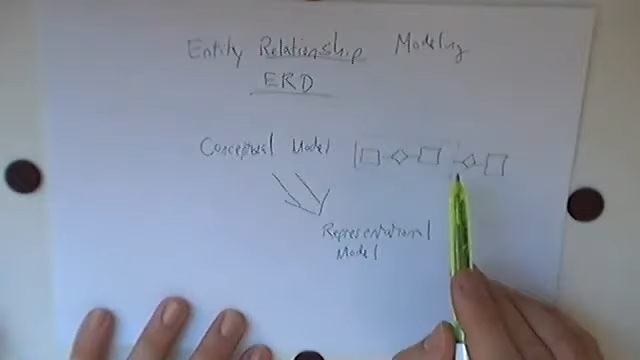 Entity Relationship Modeling
ERD
Conceptual Model
Representational
Model